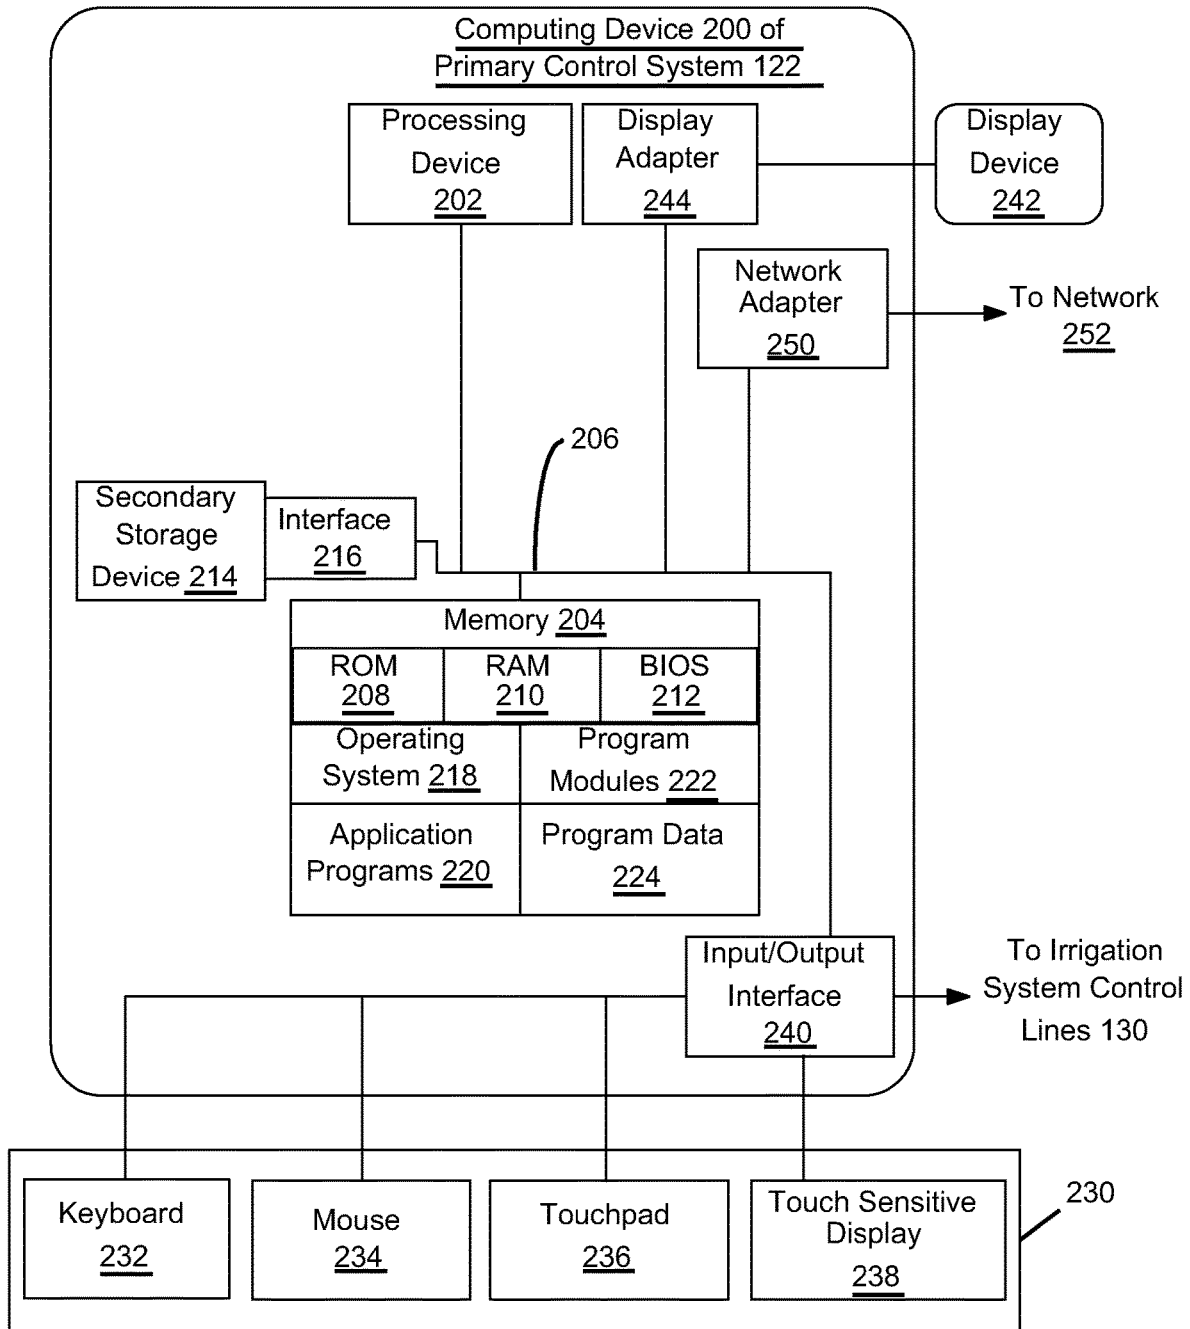 Computing Device 200 of
Primary Control System 122
Processing
Device
202
Display
Adapter
244
Display
Device
242
Network
Adapter
250
To Network
252
206
Secondary
Storage
Device 214
Interface
216
Memory 204
ROM
208
RAM
210
BIOS
212
Operating
System 218
Program
Modules 222
Application
Programs 220
Program Data
224
Input/Output
Interface
240
To Irrigation
System Control
Lines 130
Keyboard
232
Mouse
234
Touchpad
236
Touch Sensitive
Display
238
230